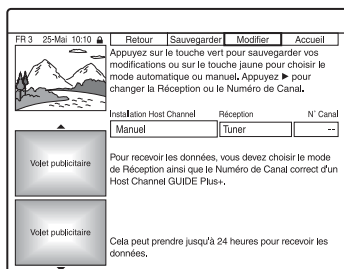 FR 3 25-Mai 10:10
Retour Sauvegarder Modifier Accueil
Appuyez sur le touche vert pour sauvegarder vos
modifications ou sur le touche jaune pour choisir le
mode automatique ou manuel. Appuyez ► pour
changer la Réception ou le Numéro de Canal.
Installation Host Channel Réception N° Canal
Manuel Tuner --
Volet publicitaire
Pour recevoir les données, vous devez choisir le mode
de Réception ainsi que le Numéro de Canal correct d'un
Host Channel GUIDE Plus+.
Volet publicitaire
Cela peut prendre jusqu'à 24 heures pour recevoir les
données.